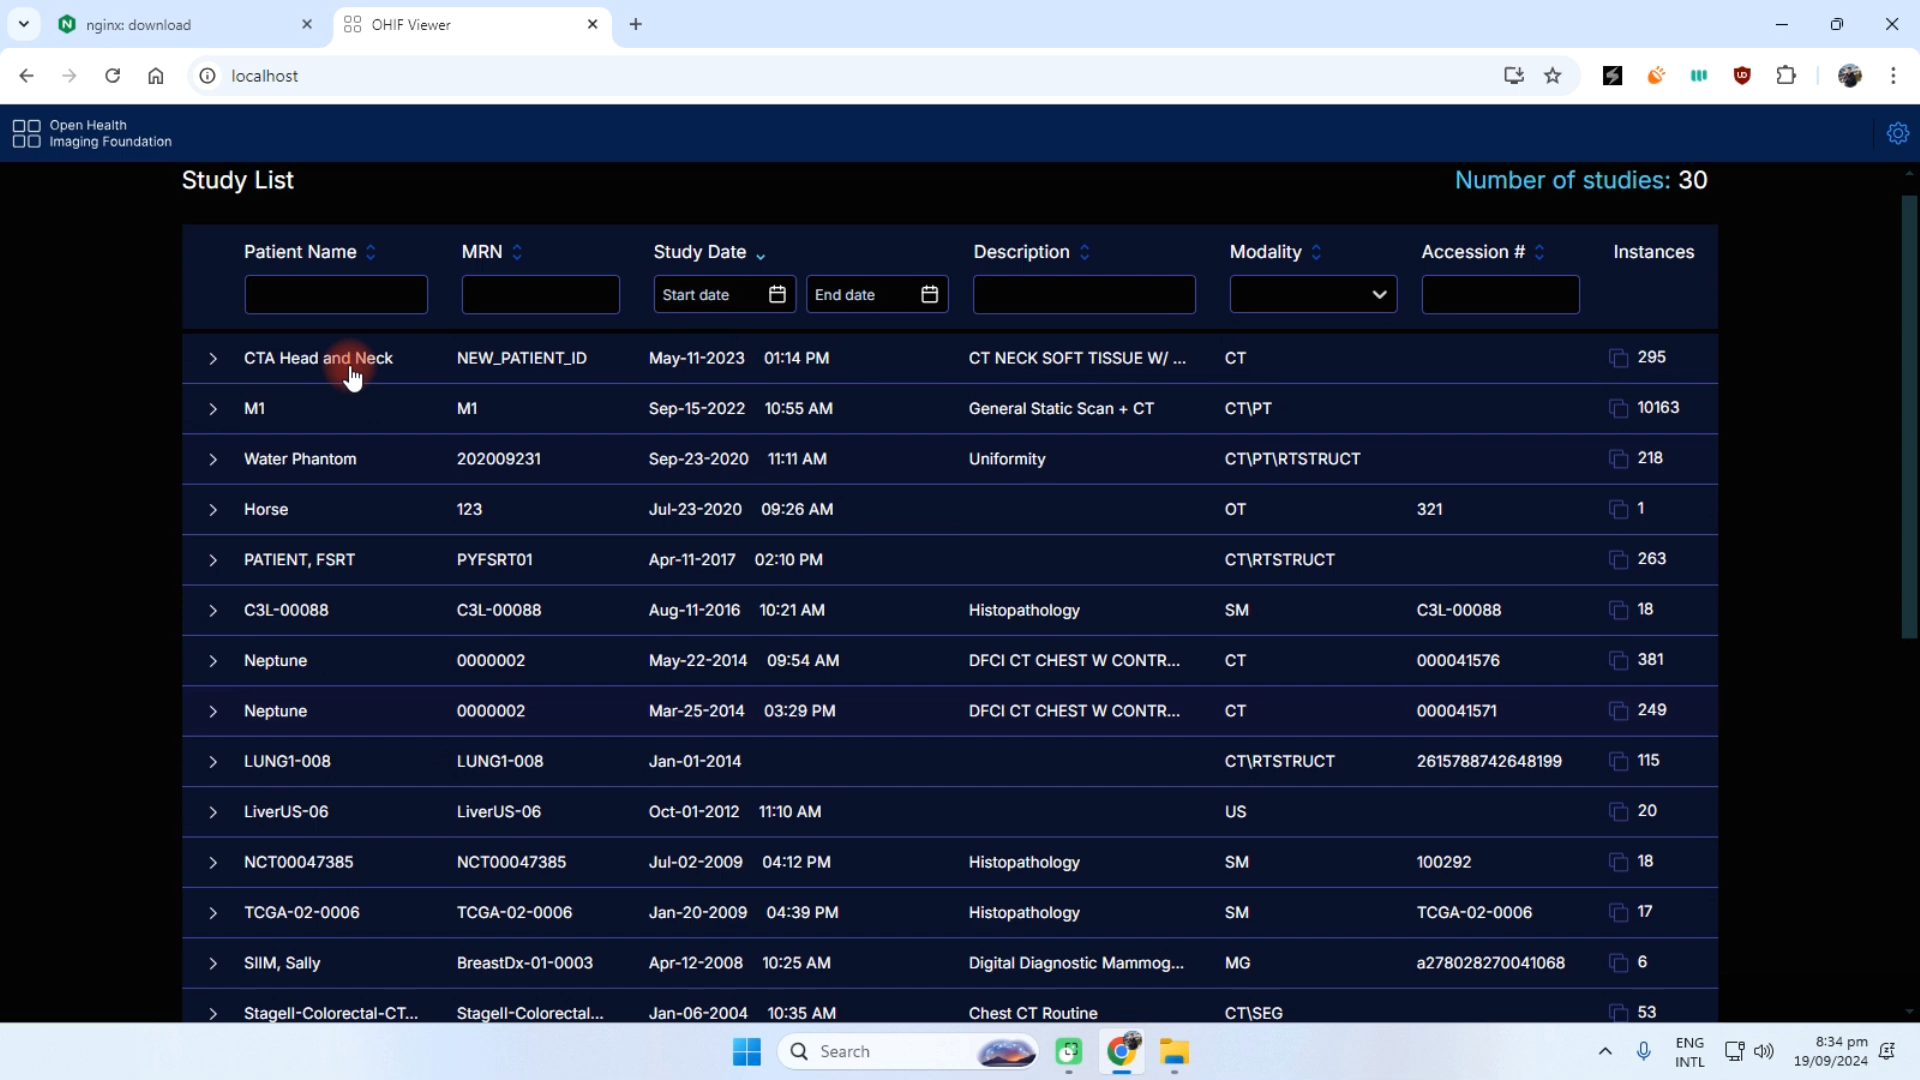 nginx: download
OHIF Viewer
localhost
Open Health
Imaging Foundation
Study List
Number of studies: 30
Patient Name MRN Study Date Description Modality Accession # Instances
Start date End date
CTA Head and Neck NEW_PATIENT_ID May-11-2023 01:14 PM CT NECK SOFT TISSUE W/ ... CT 295
M1 M1 Sep-15-2022 10:55 AM General Static Scan + CT CT\PT 10163
Water Phantom 202009231 Sep-23-2020 11:11 AM Uniformity CT\PT\RTSTRUCT 218
Horse 123 Jul-23-2020 09:26 AM OT 321 1
PATIENT, FSRT PYFSRT01 Apr-11-2017 02:10 PM CT\RTSTRUCT 263
C3L-00088 C3L-00088 Aug-11-2016 10:21 AM Histopathology SM C3L-00088 18
Neptune 0000002 May-22-2014 09:54 AM DFCI CT CHEST W CONTR... CT 000041576 381
Neptune 0000002 Mar-25-2014 03:29 PM DFCI CT CHEST W CONTR... CT 000041571 249
LUNG1-008 LUNG1-008 Jan-01-2014 CT\RTSTRUCT 2615788742648199 115
LiverUS-06 LiverUS-06 Oct-01-2012 11:10 AM US 20
NCT00047385 NCT00047385 Jul-02-2009 04:12 PM Histopathology SM 100292 18
TCGA-02-0006 TCGA-02-0006 Jan-20-2009 04:39 PM Histopathology SM TCGA-02-0006 17
SIIM, Sally BreastDx-01-0003 Apr-12-2008 10:25 AM Digital Diagnostic Mammog... MG a278028270041068 6
StageII-Colorectal-CT... StageII-Colorectal... Jan-06-2004 10:35 AM Chest CT Routine CT\SEG 53
Search
ENG
INTL
8:34 pm
19/09/2024